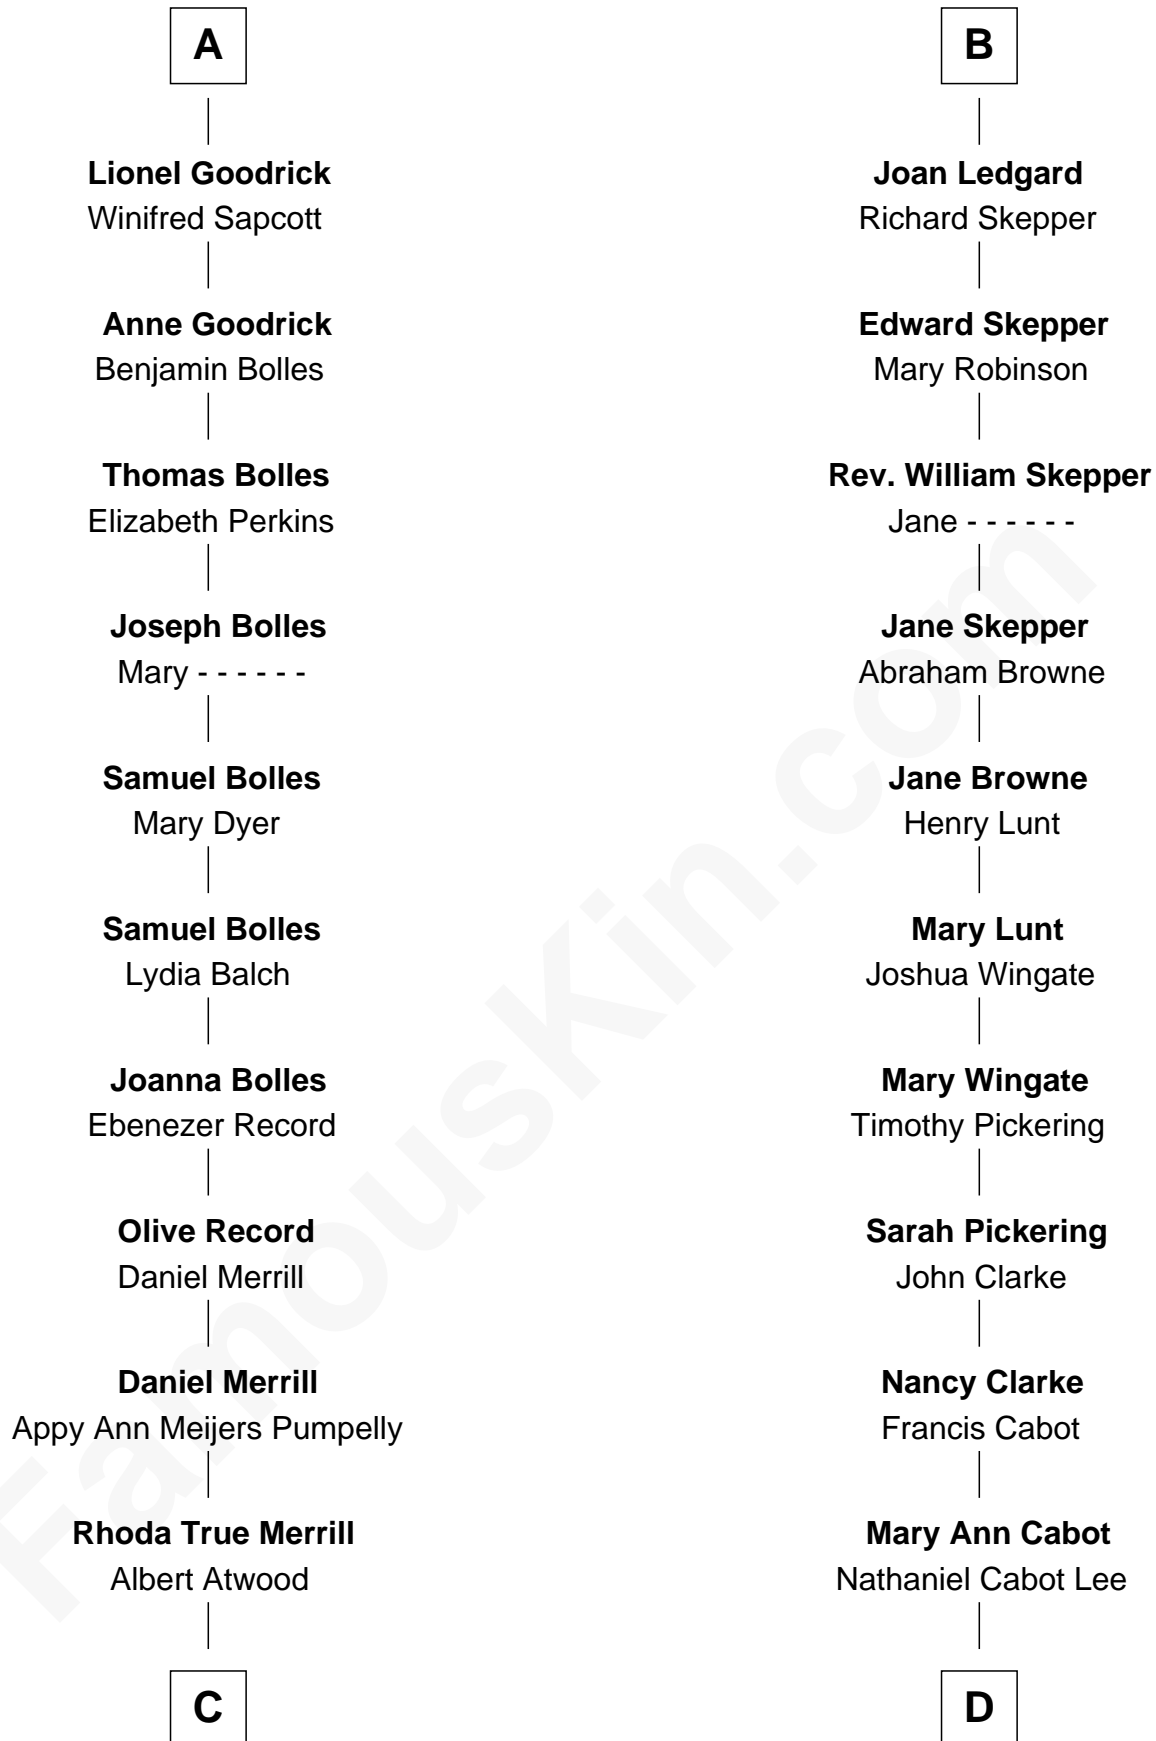 A
Lionel Goodrick
Winifred Sapcott
Anne Goodrick
Benjamin Bolles
Thomas Bolles
Elizabeth Perkins
Joseph Bolles
Mary - - - - - -
Samuel Bolles
Mary Dyer
Samuel Bolles
Lydia Balch
Joanna Bolles
Ebenezer Record
Olive Record
Daniel Merrill
Daniel Merrill
Appy Ann Meijers Pumpelly
Rhoda True Merrill
Albert Atwood
C
B
Joan Ledgard
Richard Skepper
Edward Skepper
Mary Robinson
Rev. William Skepper
Jane - - - - - -
Jane Skepper
Abraham Browne
Jane Browne
Henry Lunt
Mary Lunt
Joshua Wingate
Mary Wingate
Timothy Pickering
Sarah Pickering
John Clarke
Nancy Clarke
Francis Cabot
Mary Ann Cabot
Nathaniel Cabot Lee
D
FamousKin.com